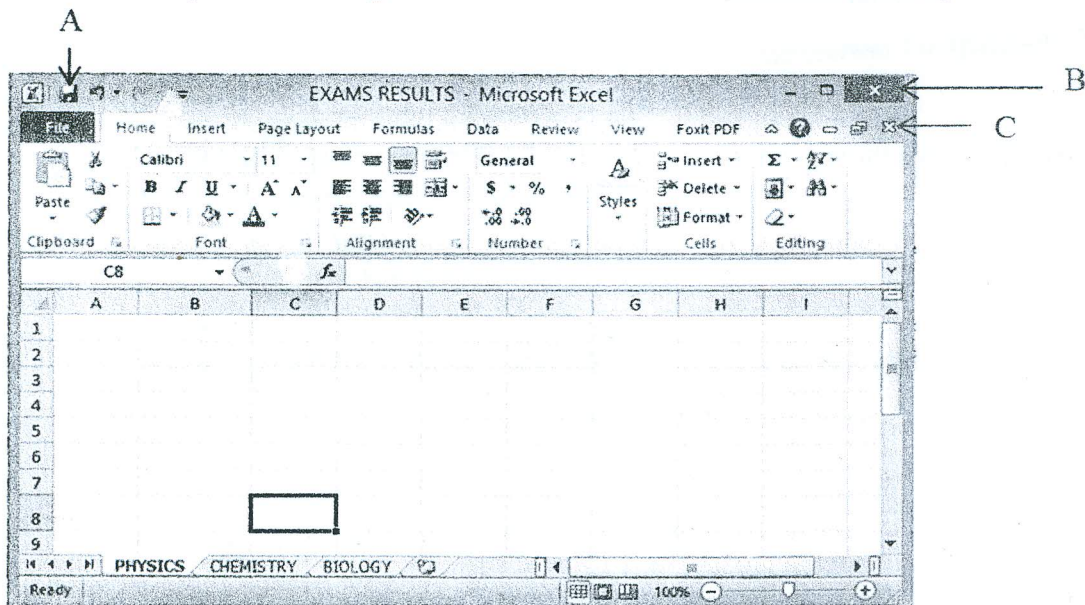 A
B
EXAMS RESULTS - Microsoft Excel
C
File Home Insert Page Layout Formulas Data Review View Foxit PDF
Calibri 11 General Insert Σ
B I U A A $ % , Delete
Paste A Styles Format
Clipboard Font Alignment Number Cells Editing
C8 fx
A B C D E F G H I
1
2
3
4
5
6
7
8
9
PHYSICS CHEMISTRY BIOLOGY
Ready 100%